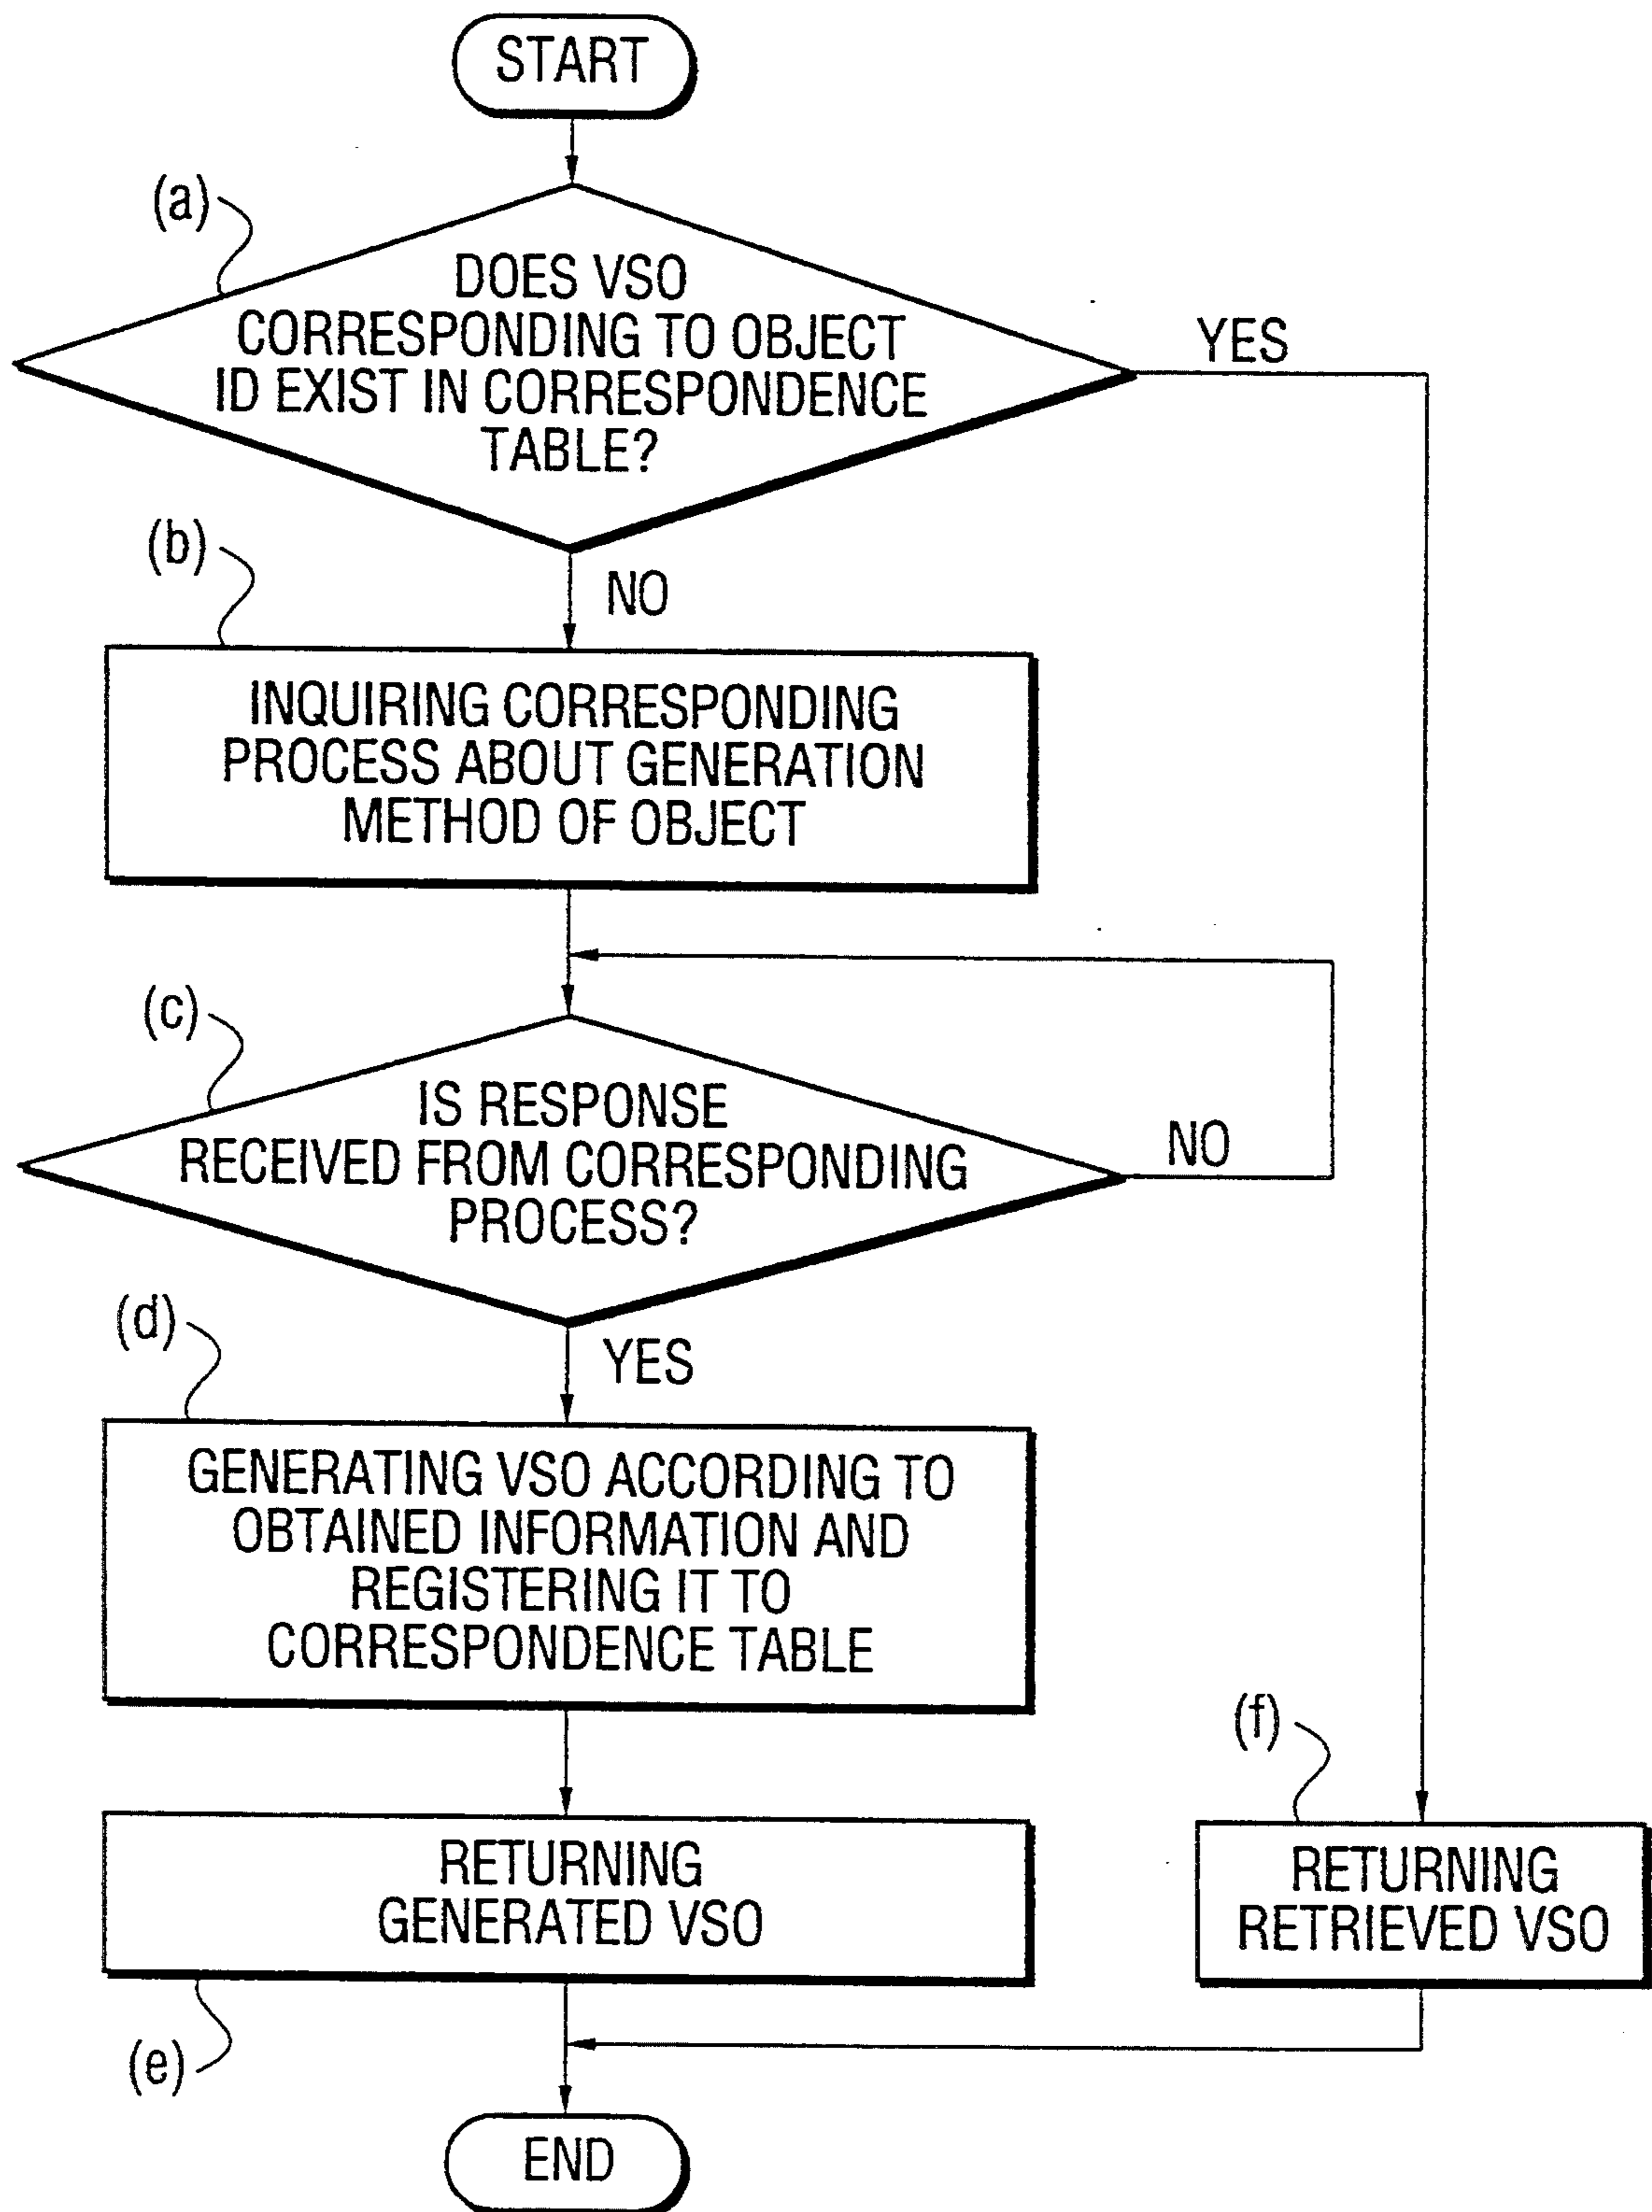 START
(a)
DOES VSO
CORRESPONDING TO OBJECT
ID EXIST IN CORRESPONDENCE
TABLE?
YES
(b)
NO
INQUIRING CORRESPONDING
PROCESS ABOUT GENERATION
METHOD OF OBJECT
(c)
IS RESPONSE
RECEIVED FROM CORRESPONDING
PROCESS?
NO
(d)
YES
GENERATING VSO ACCORDING TO
OBTAINED INFORMATION AND
REGISTERING IT TO
CORRESPONDENCE TABLE
(f)
RETURNING
GENERATED VSO
RETURNING
RETRIEVED VSO
(e)
END